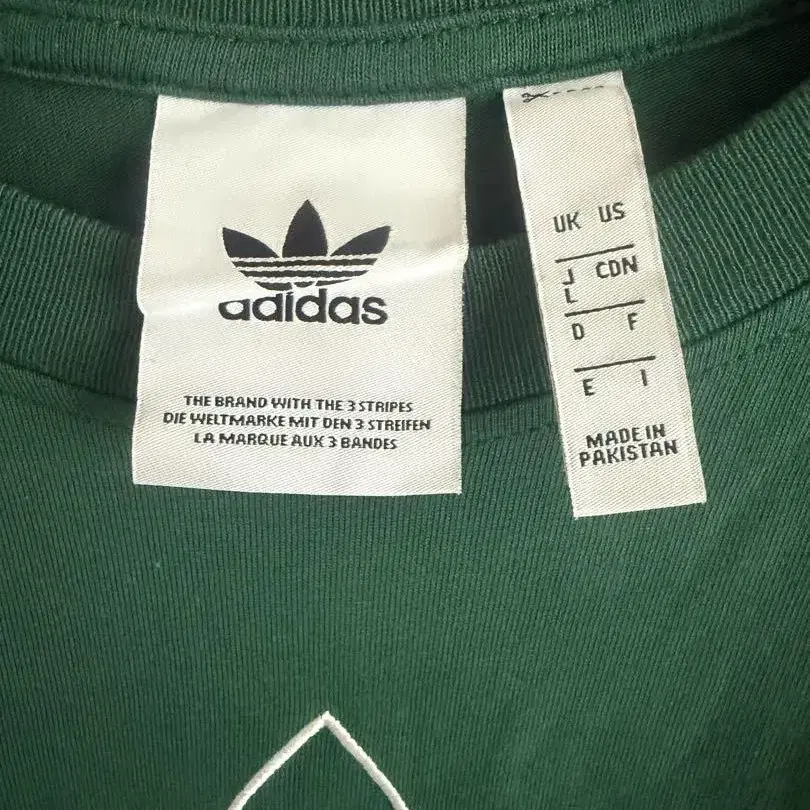 adidas
THE BRAND WITH THE 3 STRIPES
DIE WELTMARKE MIT DEN 3 STREIFEN
LA MARQUE AUX 3 BANDES
UK US
J CDN
L
D F
E I
MADE IN
PAKISTAN